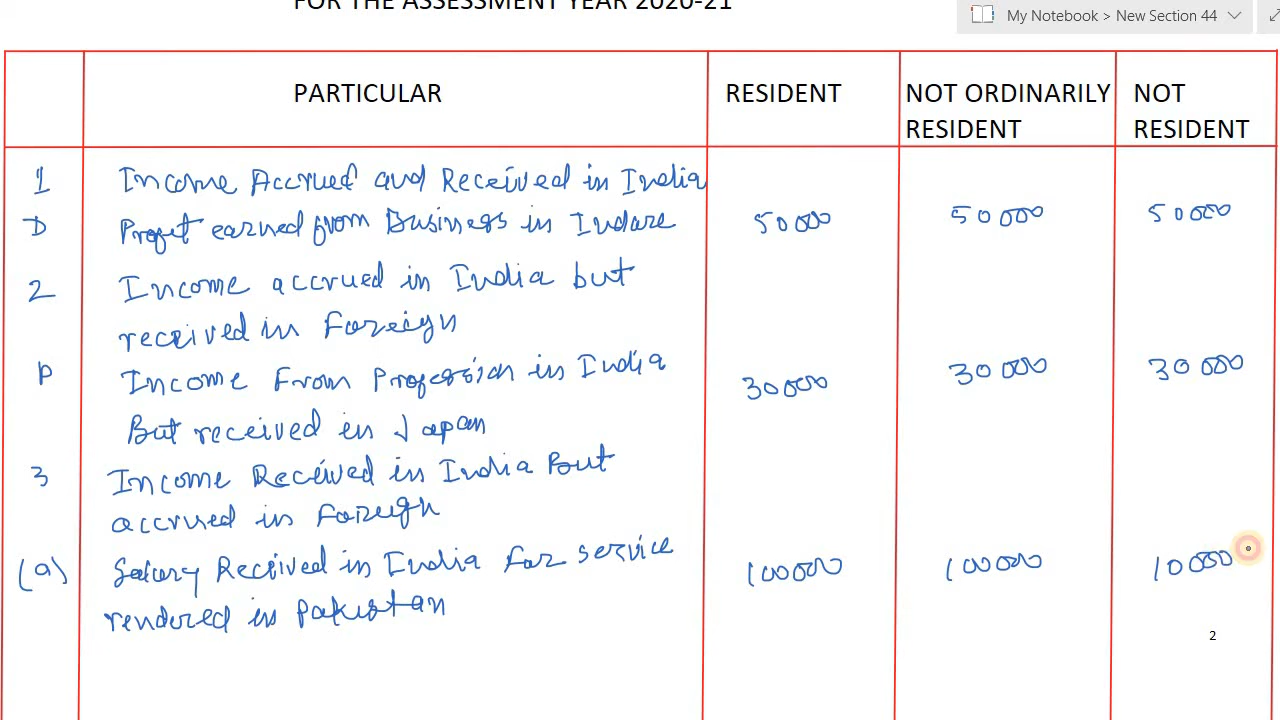 FOR THE ASSESSMENT YEAR 2020-21
My Notebook > New Section 44
PARTICULAR RESIDENT NOT ORDINARILY RESIDENT NOT RESIDENT
1 Income Accrued and Received in India
D Profit earned from Business in Indore 50000 50000 50000
2 Income accrued in India but
received in Foreign
P Income From Profession in India 30000 30000 30000
But received in Japan
3 Income Received in India But
accrued in Foreign
(a) Salary Received in India for service 100000 100000 10000
rendered in Pakistan
2